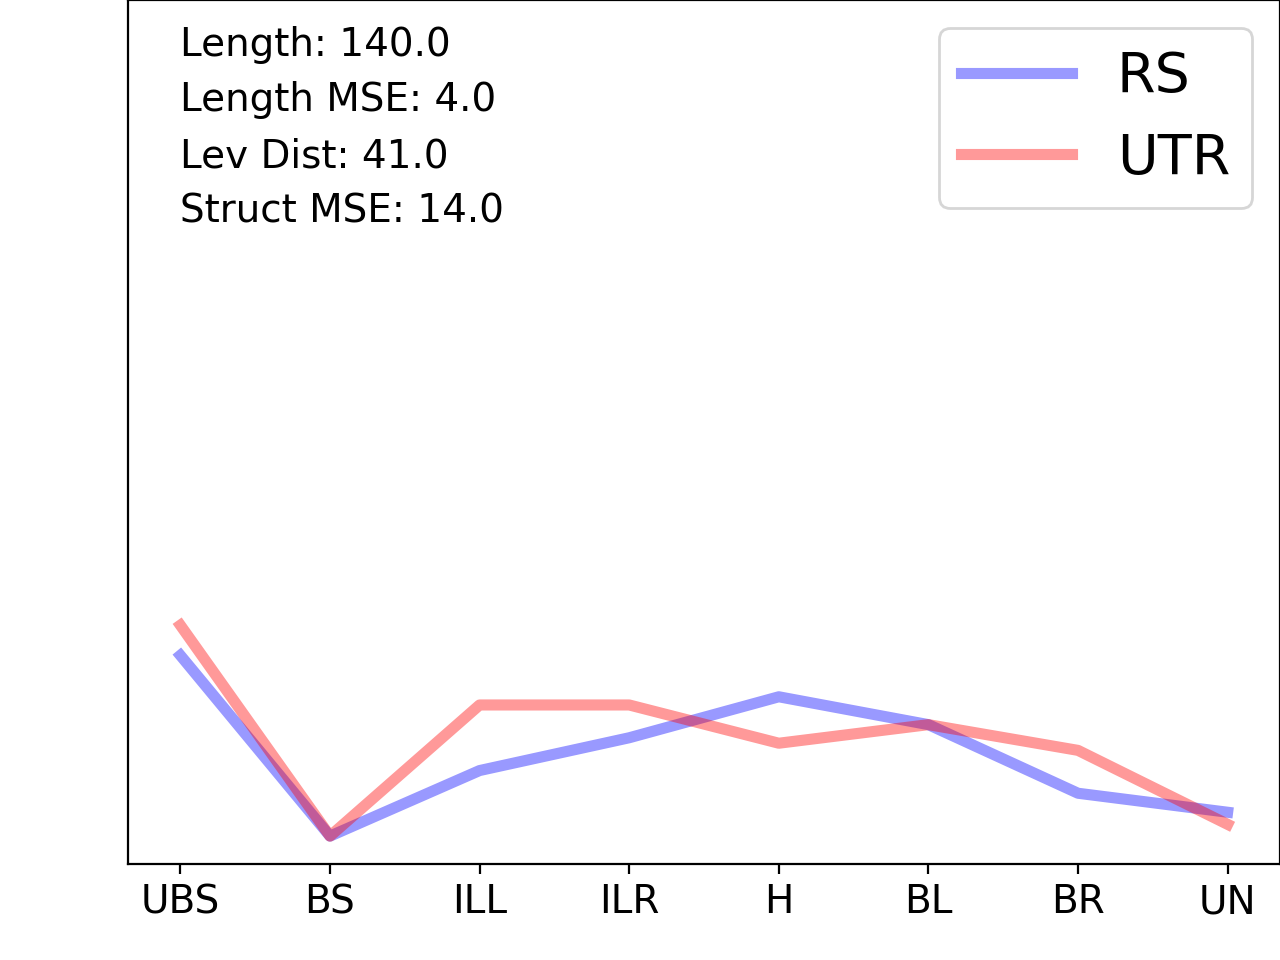 Length: 140.0
Length MSE: 4.0
Lev Dist: 41.0
Struct MSE: 14.0
RS
UTR
UBS BS ILL ILR H BL BR UN